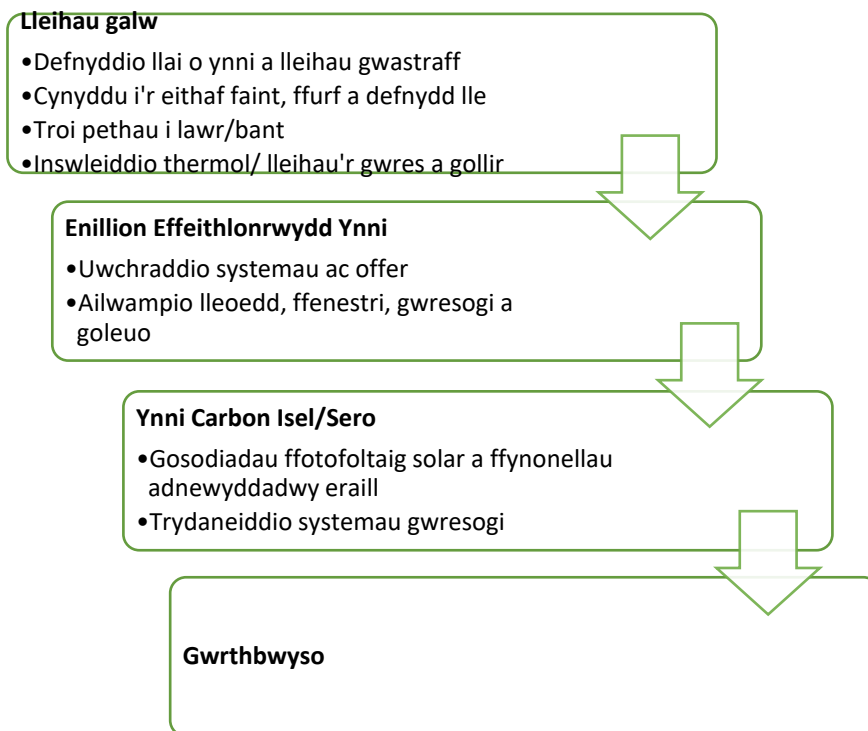 Lleihau galw
•Defnyddio llai o ynni a lleihau gwastraff
•Cynyddu i'r eithaf faint, ffurf a defnydd lle
•Troi pethau i lawr/bant
•Inswleiddio thermol/ lleihau'r gwres a gollir
Enillion Effeithlonrwydd Ynni
•Uwchraddio systemau ac offer
•Ailwampio lleoedd, ffenestri, gwresogi a
goleuo
Ynni Carbon Isel/Sero
•Gosodiadau ffotofoltaig solar a ffynonellau
adnewyddadwy eraill
•Trydaneiddio systemau gwresogi
Gwrthbwyso